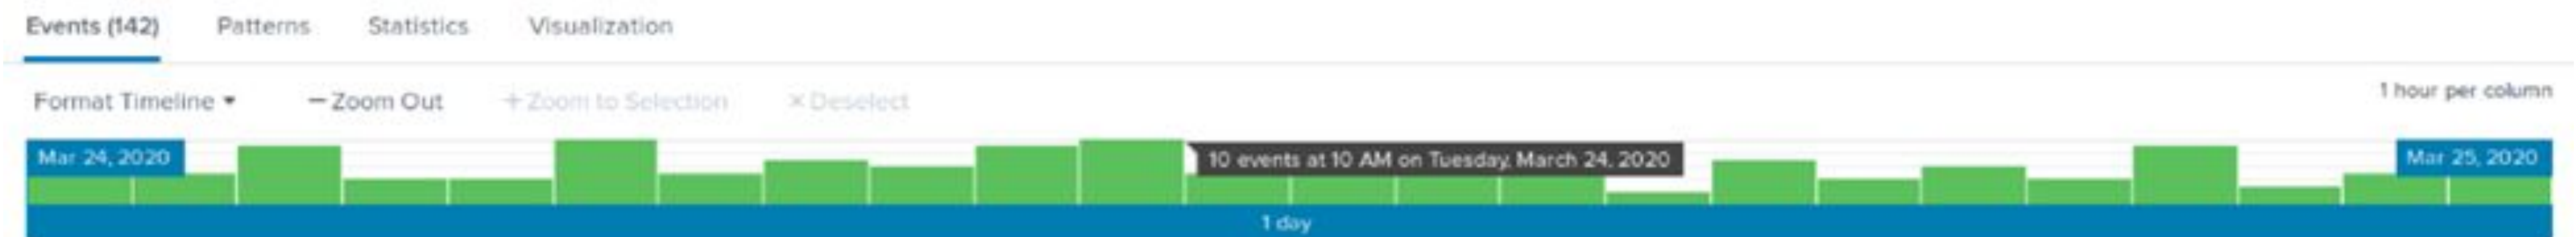 Events (142) Patterns Statistics Visualization
Format Timeline — Zoom Out + Zoom to Selection × Deselect 1 hour per column
Mar 24, 2020 10 events at 10 AM on Tuesday, March 24, 2020 Mar 25, 2020
1 day